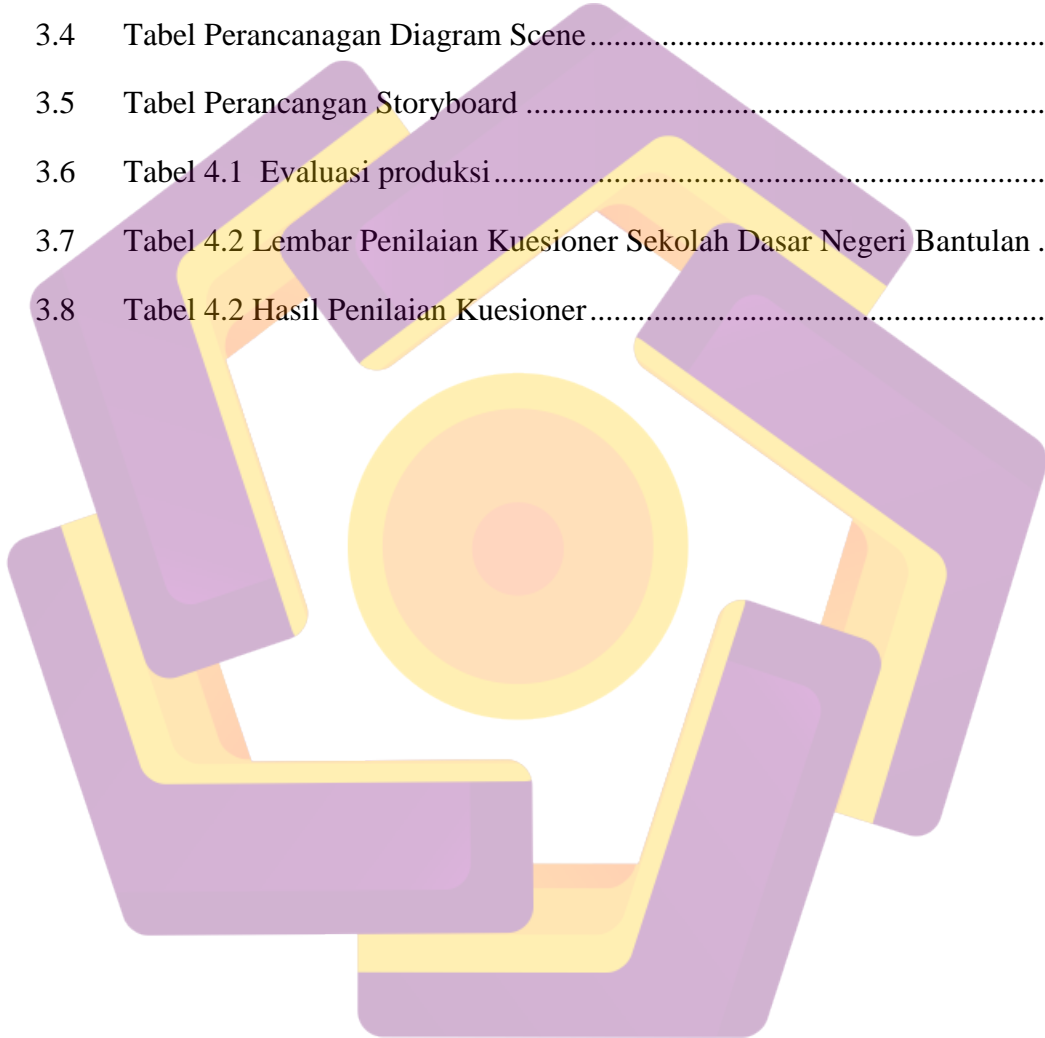 3.4 Tabel Perancanagan Diagram Scene ..........................................................
3.5 Tabel Perancangan Storyboard ....................................................................
3.6 Tabel 4.1 Evaluasi produksi.........................................................................
3.7 Tabel 4.2 Lembar Penilaian Kuesioner Sekolah Dasar Negeri Bantulan .
3.8 Tabel 4.2 Hasil Penilaian Kuesioner............................................................